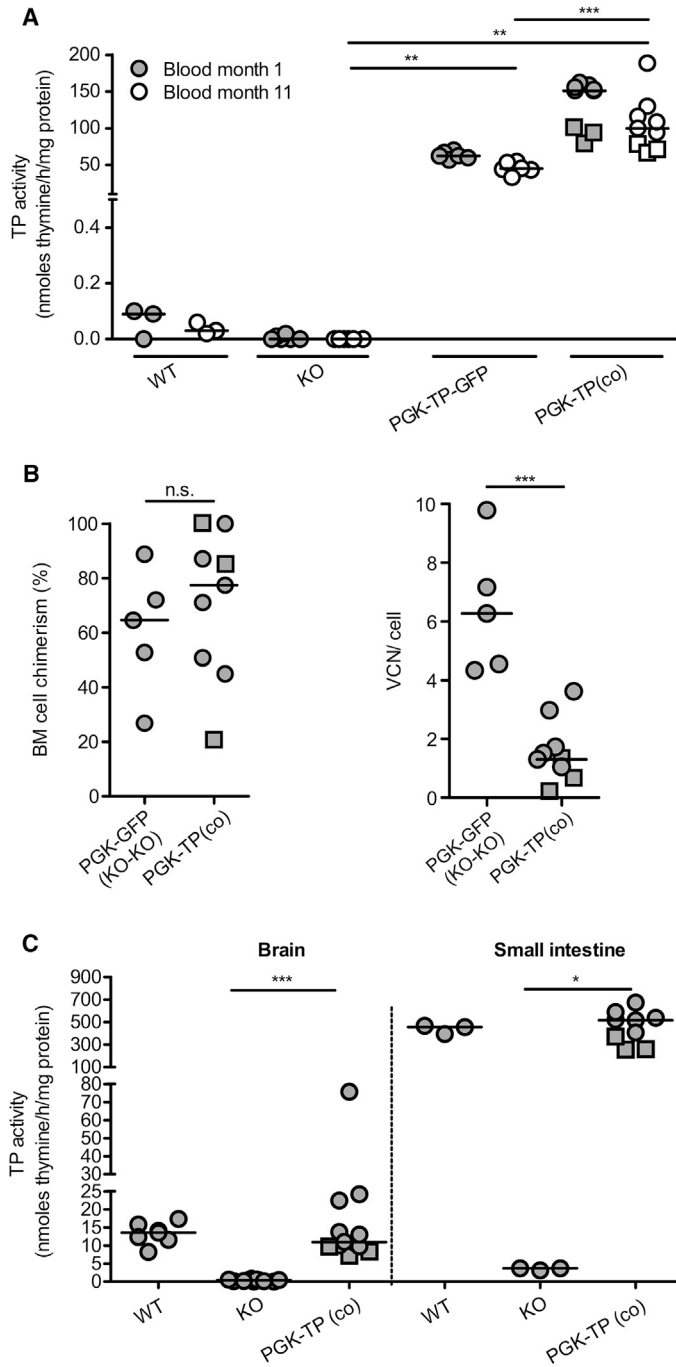 A
***
**
**
Blood month 1
Blood month 11
TP activity
(nmoles thymine/h/mg protein)
200
150
100
50
0.4
0.2
0.0
WT
KO
PGK-TP-GFP
PGK-TP(co)
B
n.s.
BM cell chimerism (%)
100
80
60
40
20
0
PGK-GFP
(KO-KO)
PGK-TP(co)
***
VCN/ cell
10
8
6
4
2
0
PGK-GFP
(KO-KO)
PGK-TP(co)
C
Brain
Small intestine
***
*
TP activity
(nmoles thymine/h/mg protein)
900
700
500
300
100
80
70
60
50
40
30
25
20
15
10
5
0
WT
KO
PGK-TP (co)
WT
KO
PGK-TP (co)